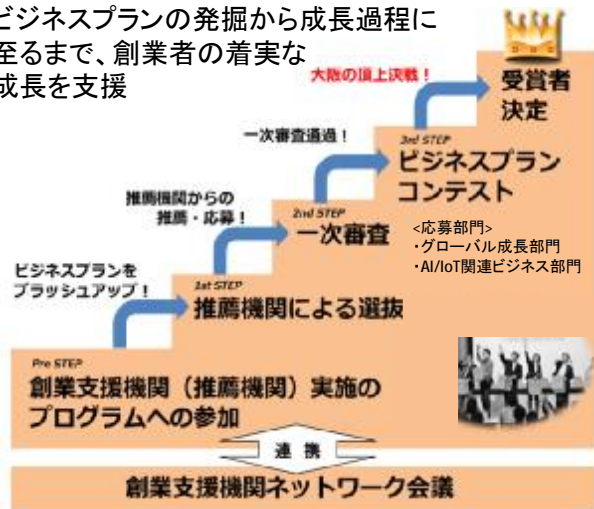 ビジネスプランの発掘から成長過程に
至るまで、創業者の着実な
成長を支援
大阪の頂上決戦！
受賞者
決定
一次審査通過！
3rd STEP
ビジネスプラン
コンテスト
<応募部門>
・グローバル成長部門
・AI/IoT関連ビジネス部門
推薦機関からの
推薦・応募！
2nd STEP
一次審査
ビジネスプランを
ブラッシュアップ！
1st STEP
推薦機関による選抜
Pre STEP
創業支援機関（推薦機関）実施の
プログラムへの参加
連携
創業支援機関ネットワーク会議